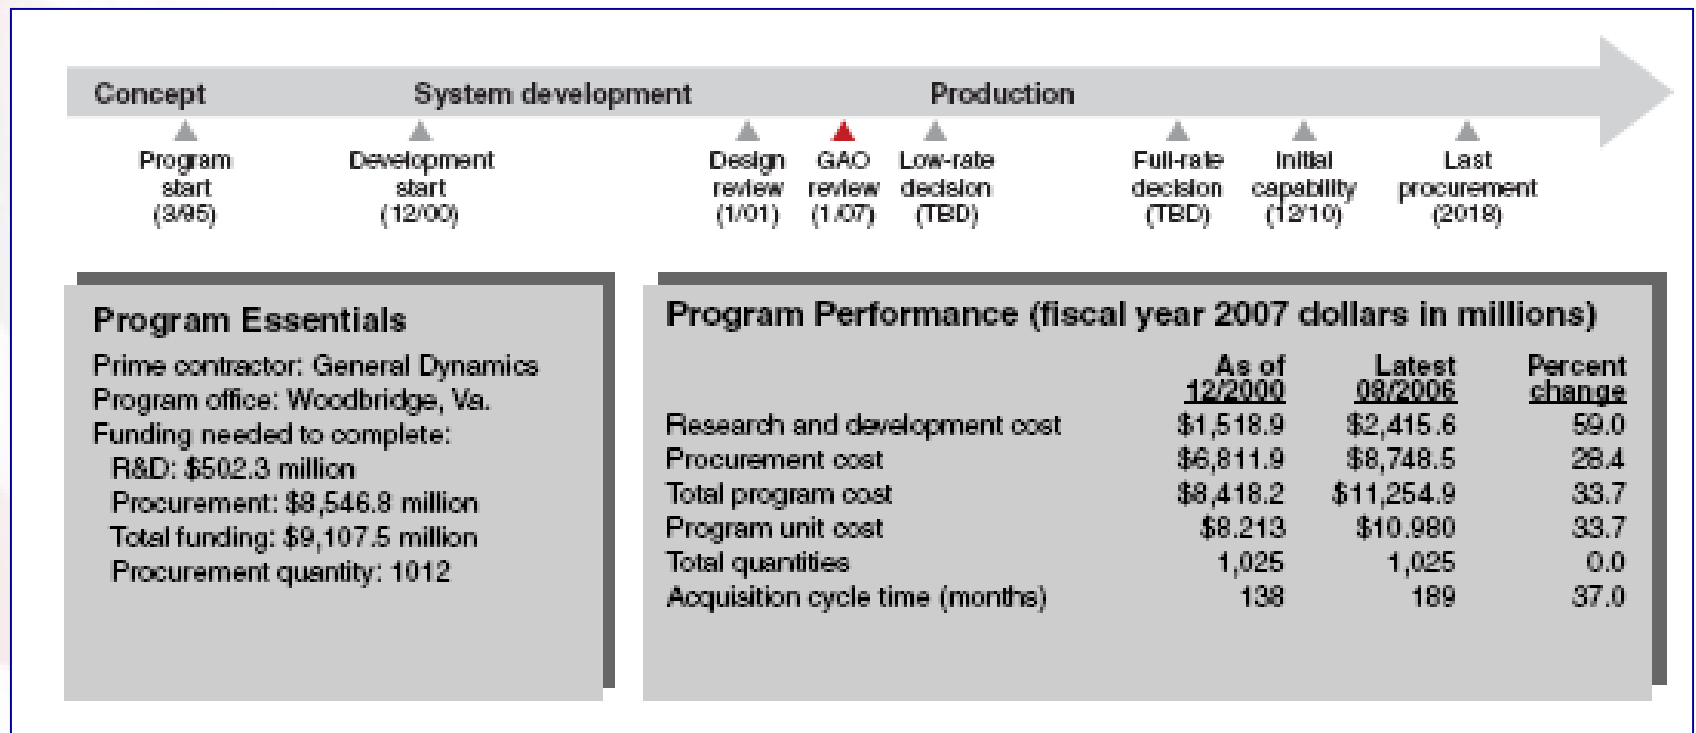 Concept System development Production
Program start (3/95)
Development start (12/00)
Design review (1/01)
GAO review (1/07)
Low-rate decision (TBD)
Full-rate decision (TBD)
Initial capability (12/10)
Last procurement (2018)
Program Essentials
Prime contractor: General Dynamics
Program office: Woodbridge, Va.
Funding needed to complete:
R&D: $502.3 million
Procurement: $8,546.8 million
Total funding: $9,107.5 million
Procurement quantity: 1012
Program Performance (fiscal year 2007 dollars in millions)
As of 12/2000 Latest 08/2006 Percent change
Research and development cost $1,518.9 $2,415.6 59.0
Procurement cost $6,811.9 $8,748.5 28.4
Total program cost $8,418.2 $11,254.9 33.7
Program unit cost $8.213 $10.980 33.7
Total quantities 1,025 1,025 0.0
Acquisition cycle time (months) 138 189 37.0